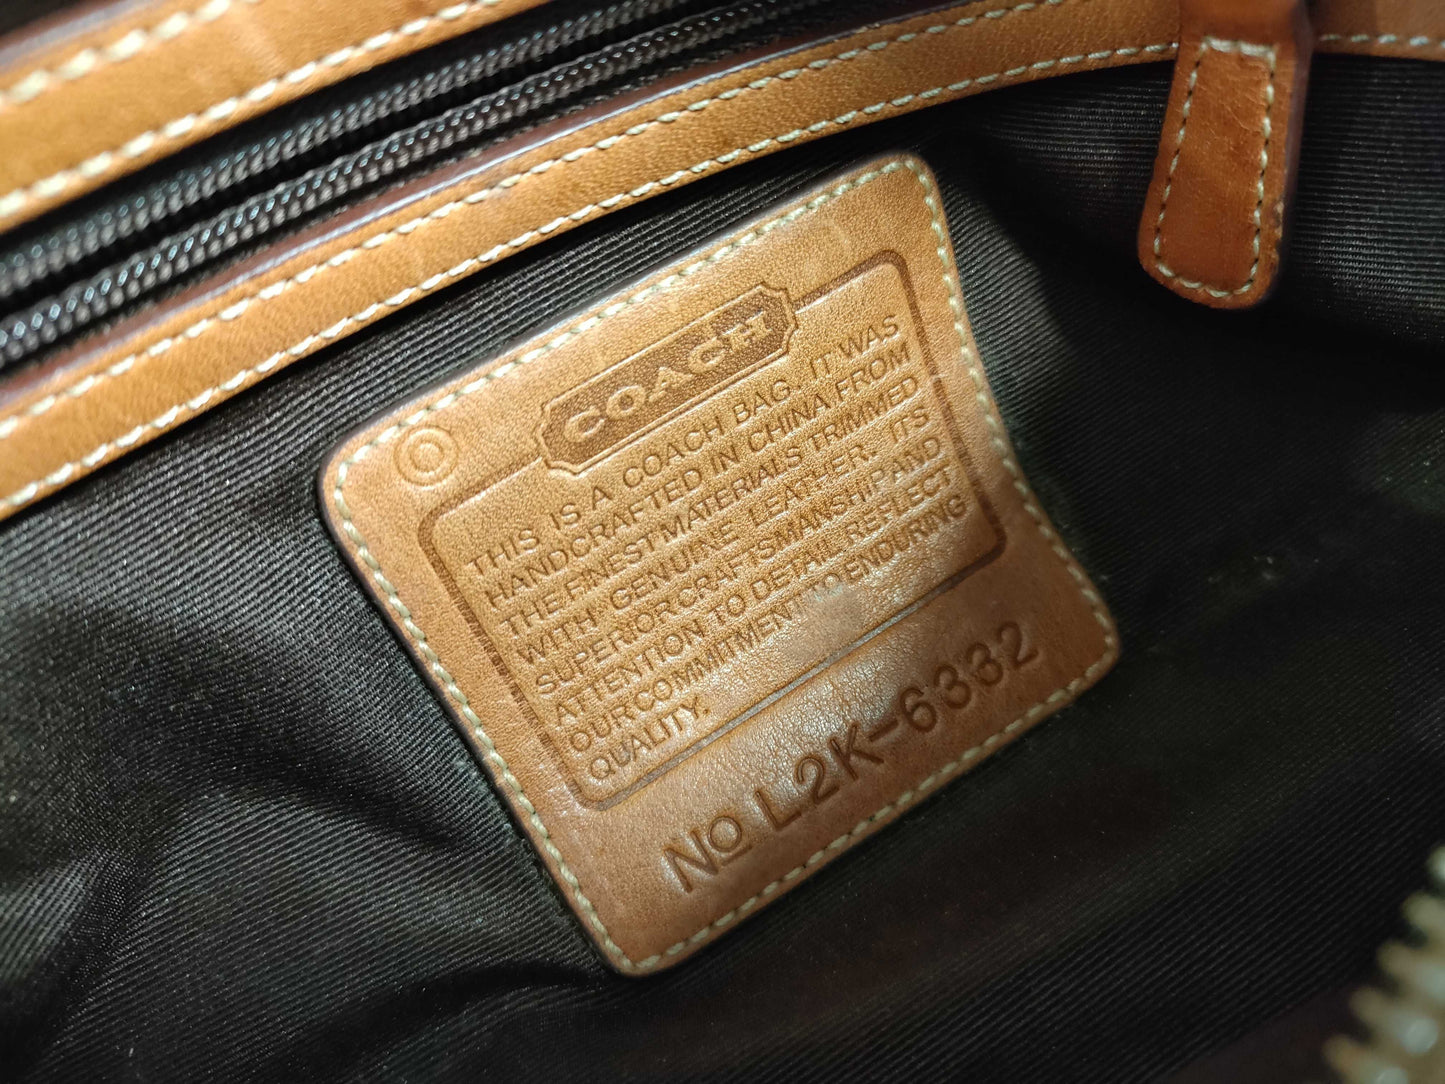 COACH
THIS IS A COACH BAG. IT WAS
HANDCRAFTED IN CHINA FROM
THE FINEST MATERIALS TRIMMED
WITH GENUINE LEATHER. ITS
SUPERIOR CRAFTSMANSHIP AND
ATTENTION TO DETAIL REFLECT
OUR COMMITMENT TO ENDURING
QUALITY.
No L2K-6332